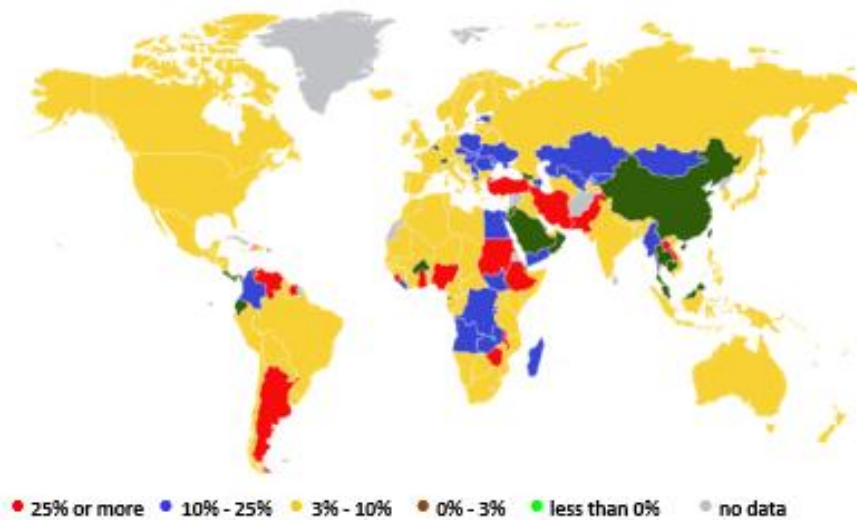 25% or more 10% - 25% 3% - 10% 0% - 3% less than 0% no data